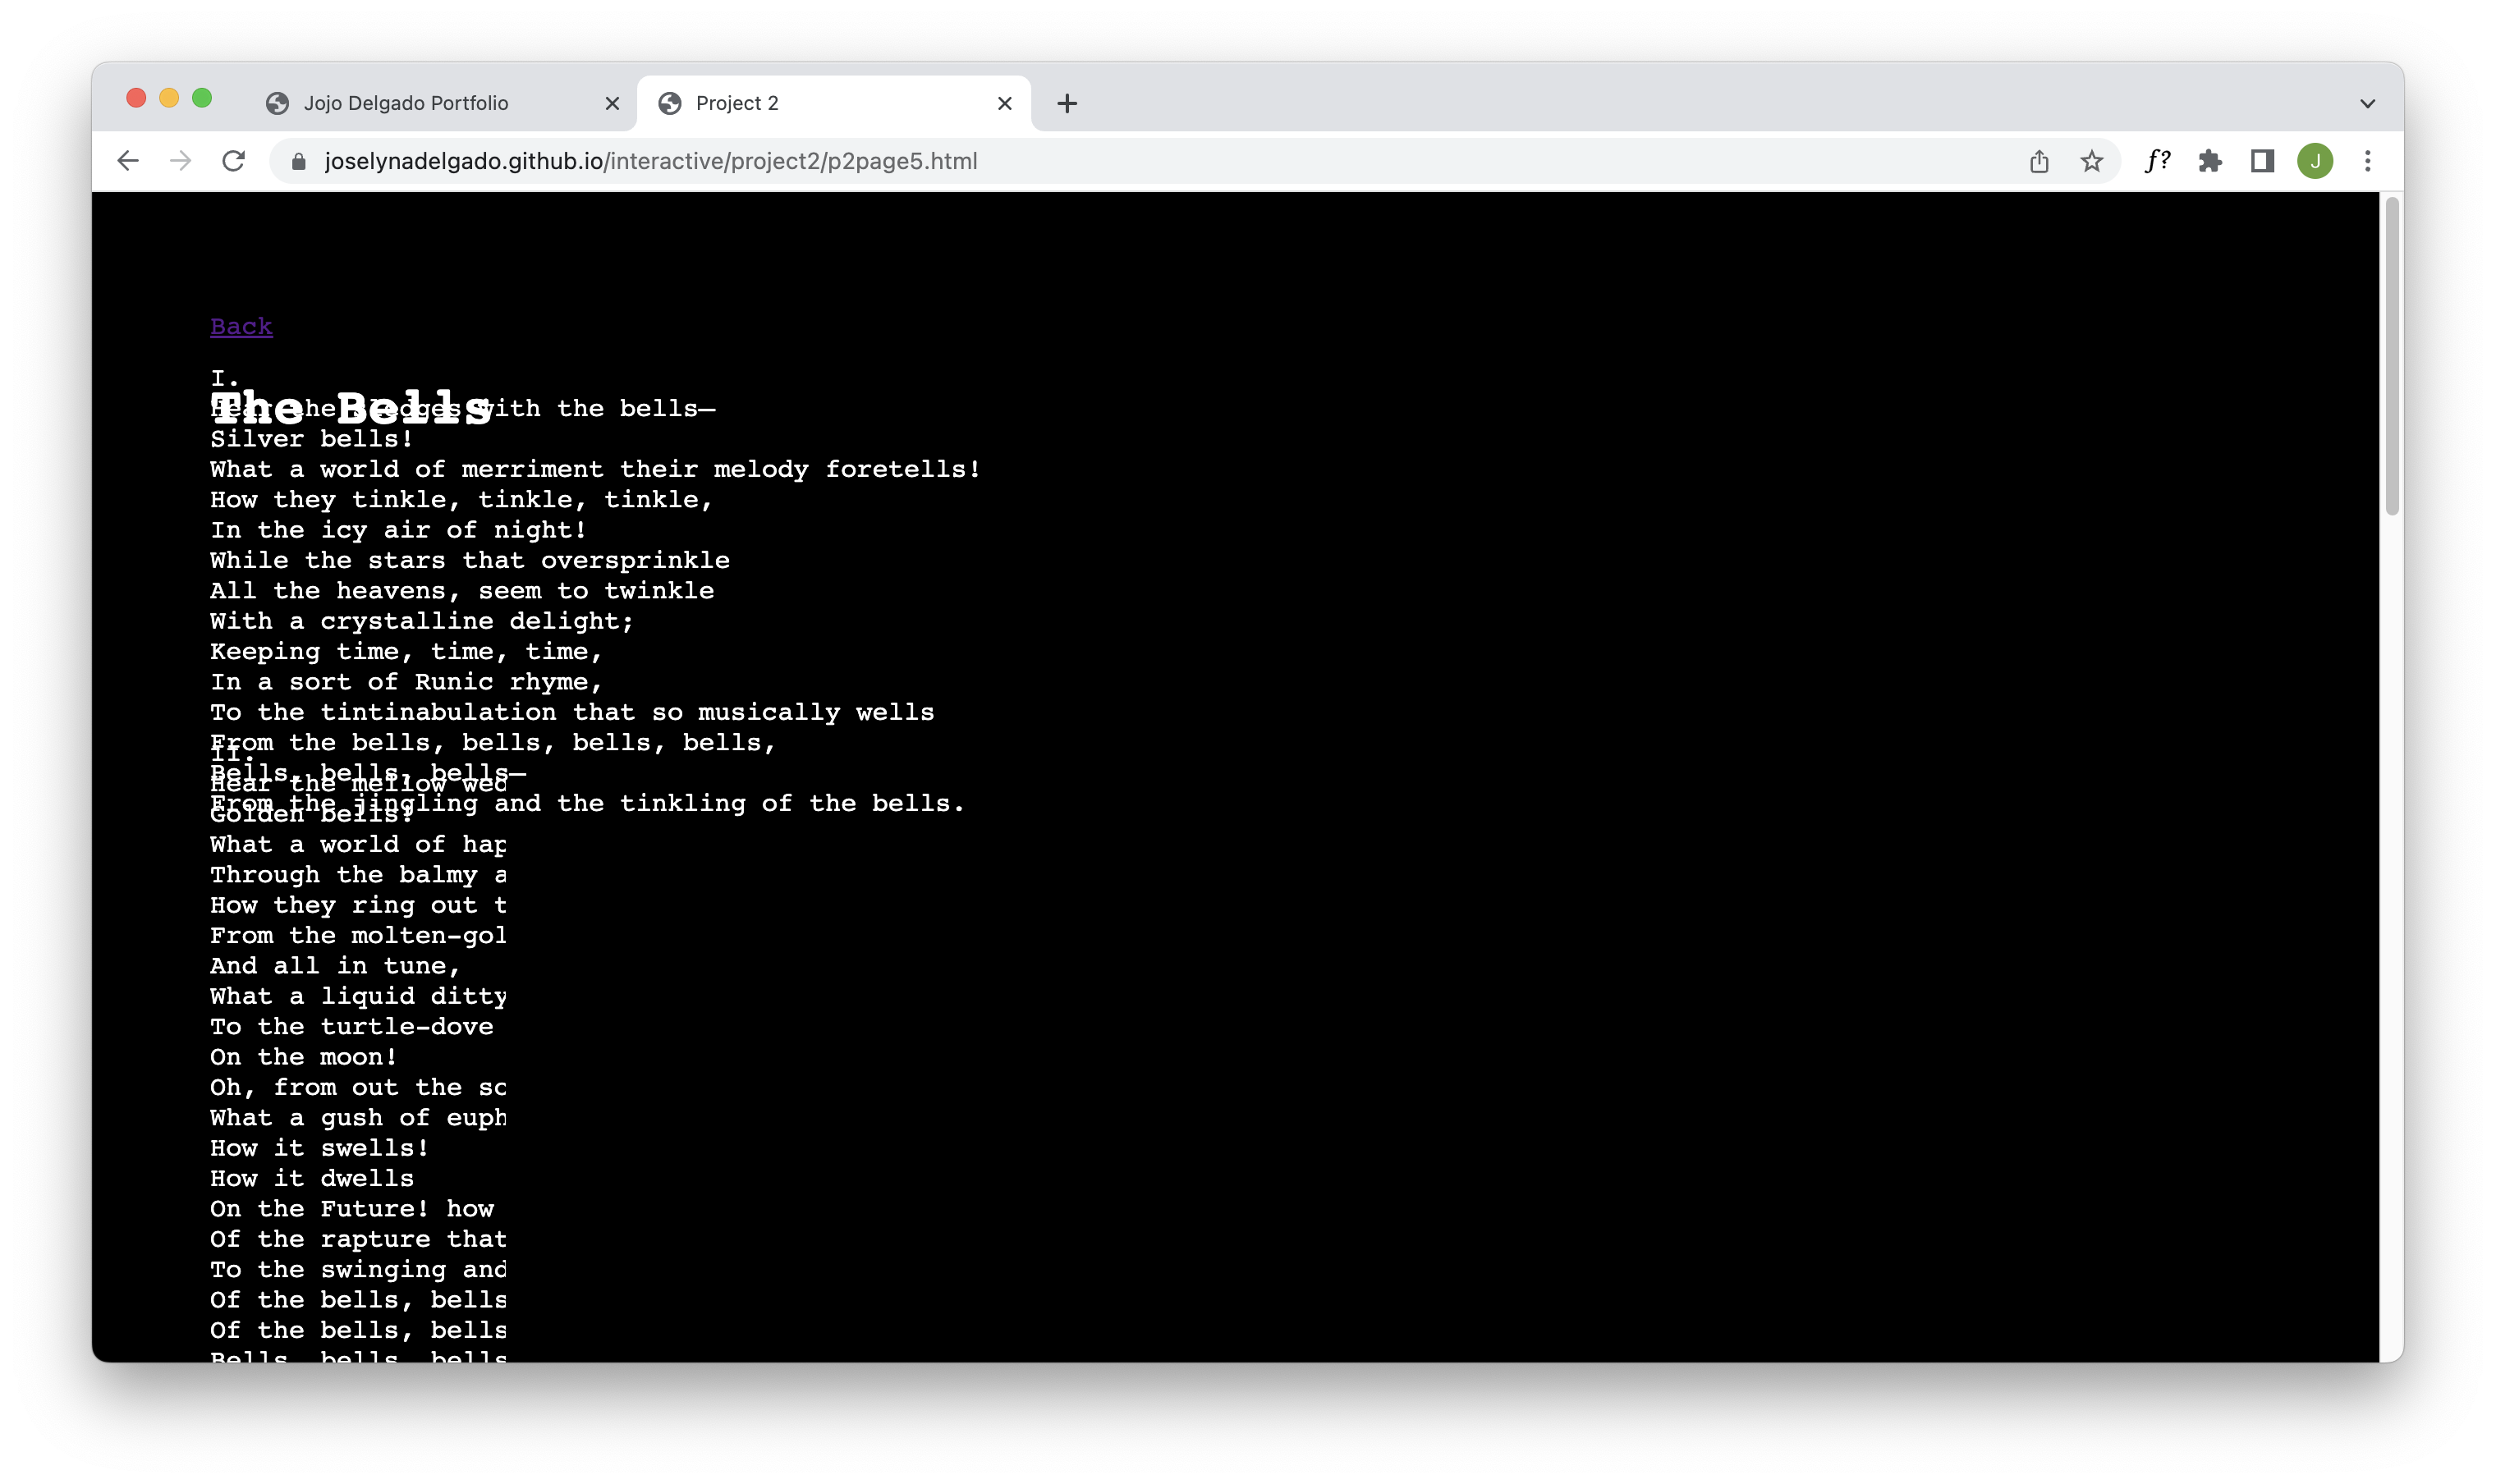 Jojo Delgado Portfolio
Project 2
joselynadelgado.github.io/interactive/project2/p2page5.html
f?
J
Back
I.
The Bells
Hear the sledges with the bells—
Silver bells!
What a world of merriment their melody foretells!
How they tinkle, tinkle, tinkle,
In the icy air of night!
While the stars that oversprinkle
All the heavens, seem to twinkle
With a crystalline delight;
Keeping time, time, time,
In a sort of Runic rhyme,
To the tintinabulation that so musically wells
From the bells, bells, bells, bells,
II.
Bells, bells, bells—
Hear the mellow wed
From the jingling and the tinkling of the bells.
Golden bells!
What a world of hap
Through the balmy a
How they ring out t
From the molten-gol
And all in tune,
What a liquid ditty
To the turtle-dove
On the moon!
Oh, from out the so
What a gush of euph
How it swells!
How it dwells
On the Future! how
Of the rapture that
To the swinging and
Of the bells, bells
Of the bells, bells
Bells, bells, bells